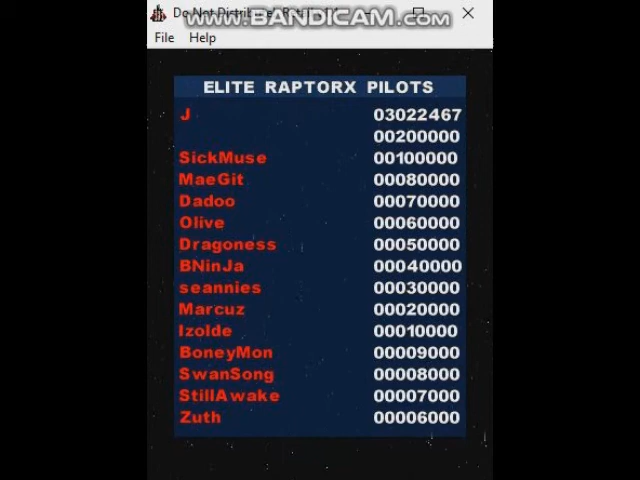 Do Not Distribute
www.BANDICAM.com
File Help
ELITE RAPTORX PILOTS
J 03022467
00200000
SickMuse 00100000
MaeGit 00080000
Dadoo 00070000
Olive 00060000
Dragoness 00050000
BNinJa 00040000
seannies 00030000
Marcuz 00020000
Izolde 00010000
BoneyMon 00009000
SwanSong 00008000
StillAwake 00007000
Zuth 00006000